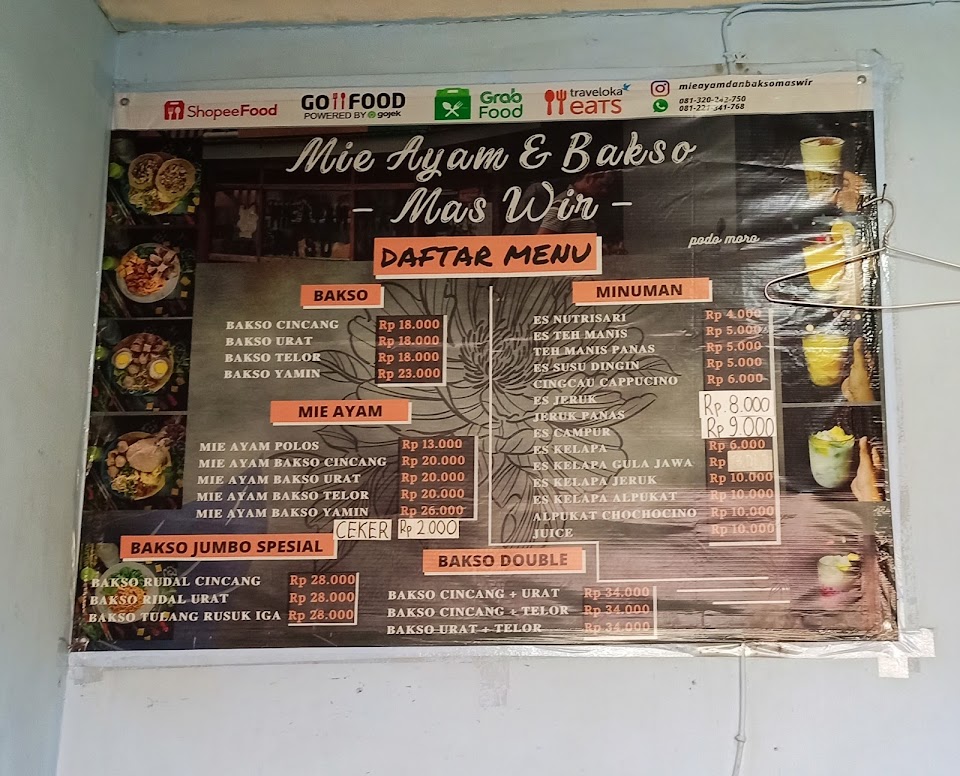 ShopeeFood
GO FOOD
POWERED BY gojek
Grab Food
traveloka eats
mieayamdanbaksomaswir
081-320-242-750
Mie Ayam & Bakso
- Mas Wir -
podo moro
DAFTAR MENU
BAKSO
BAKSO CINCANG Rp 18.000
BAKSO URAT Rp 18.000
BAKSO TELOR Rp 18.000
BAKSO YAMIN Rp 23.000
MIE AYAM
MIE AYAM POLOS Rp 13.000
MIE AYAM BAKSO CINCANG Rp 20.000
MIE AYAM BAKSO URAT Rp 20.000
MIE AYAM BAKSO TELOR Rp 20.000
MIE AYAM BAKSO YAMIN Rp 26.000
CEKER Rp 2.000
MINUMAN
ES NUTRISARI Rp 4.000
ES TEH MANIS Rp 5.000
TEH MANIS PANAS Rp 5.000
ES SUSU DINGIN Rp 5.000
CINGCAU CAPPUCINO Rp 6.000
ES JERUK Rp. 8.000
JERUK PANAS Rp 9.000
ES CAMPUR
ES KELAPA Rp 6.000
ES KELAPA GULA JAWA Rp
ES KELAPA JERUK Rp 10.000
ES KELAPA ALPUKAT Rp 10.000
ALPUKAT CHOCHOCINO Rp 10.000
JUICE Rp 10.000
BAKSO JUMBO SPESIAL
BAKSO RUDAL CINCANG Rp 28.000
BAKSO RIDAL URAT Rp 28.000
BAKSO TULANG RUSUK IGA Rp 28.000
BAKSO DOUBLE
BAKSO CINCANG + URAT Rp 34.000
BAKSO CINCANG + TELOR Rp 34.000
BAKSO URAT + TELOR Rp 34.000